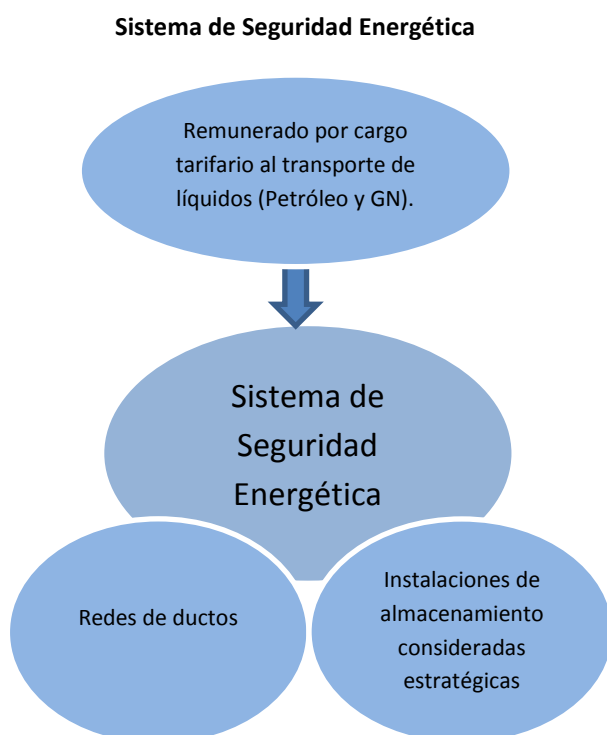 Sistema de Seguridad Energética
Remunerado por cargo
tarifario al transporte de
líquidos (Petróleo y GN).
Sistema de
Seguridad
Energética
Redes de ductos
Instalaciones de
almacenamiento
consideradas
estratégicas